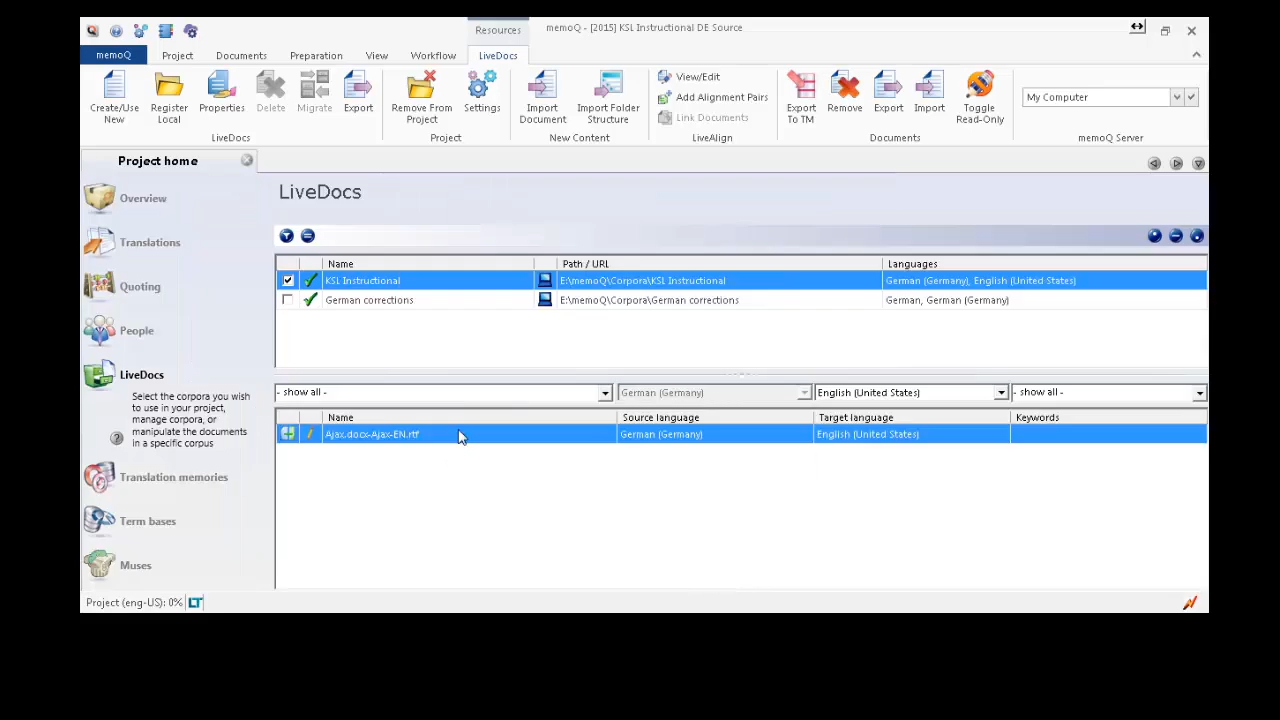 Resources
memoQ - [2015] KSL Instructional DE Source
memoQ
Project
Documents
Preparation
View
Workflow
LiveDocs
Create/Use New
Register Local
Properties
Delete
Migrate
Export
LiveDocs
Remove From Project
Settings
Project
Import Document
Import Folder Structure
New Content
View/Edit
Add Alignment Pairs
Link Documents
LiveAlign
Export To TM
Remove
Export
Import
Toggle Read-Only
Documents
My Computer
memoQ Server
Project home
Overview
Translations
Quoting
People
LiveDocs
Select the corpora you wish
to use in your project,
manage corpora, or
manipulate the documents
in a specific corpus
Translation memories
Term bases
Muses
LiveDocs
Name Path / URL Languages
KSL Instructional E:\memoQ\Corpora\KSL Instructional German (Germany), English (United States)
German corrections E:\memoQ\Corpora\German corrections German, German (Germany)
- show all - German (Germany) English (United States) - show all -
Name Source language Target language Keywords
Ajax.docx-Ajax-EN.rtf German (Germany) English (United States)
Project (eng-US): 0%